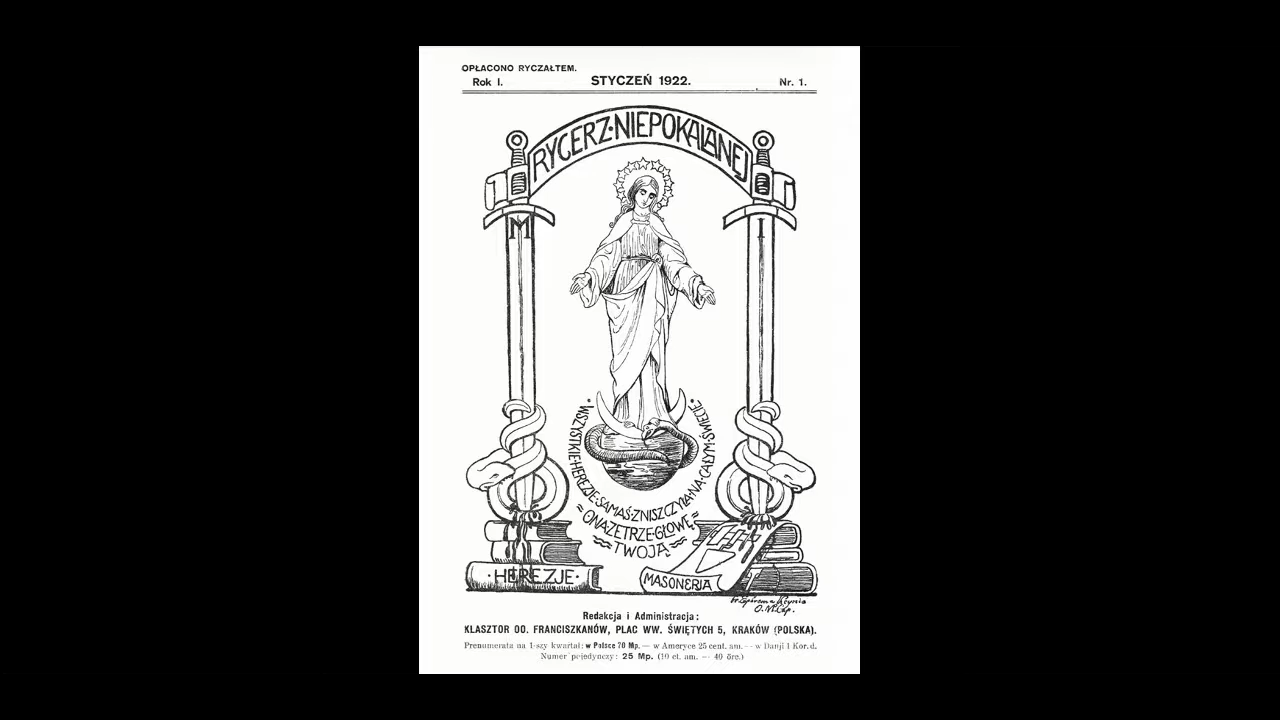 OPŁACONO RYCZAŁTEM.
Rok I. STYCZEŃ 1922. Nr. 1.
RYCERZ·NIEPOKALANEJ
M I
·WSZYSTKIE·HEREZJE·SAMAŚ·ZNISZCZYŁA·NA·CAŁYM·ŚWIECIE·
ONA ZETRZE GŁOWĘ
TWOJĄ
·HEREZJE·
MASONERJA
Redakcja i Administracja:
KLASZTOR OO. FRANCISZKANÓW, PLAC WW. ŚWIĘTYCH 5, KRAKÓW (POLSKA).
Prenumerata na 1-szy kwartał: w Polsce 70 Mp. — w Ameryce 25 cent. am. — w Danji 1 Kor. d.
Numer pojedynczy: 25 Mp. (10 ct. am. — 40 öre.)